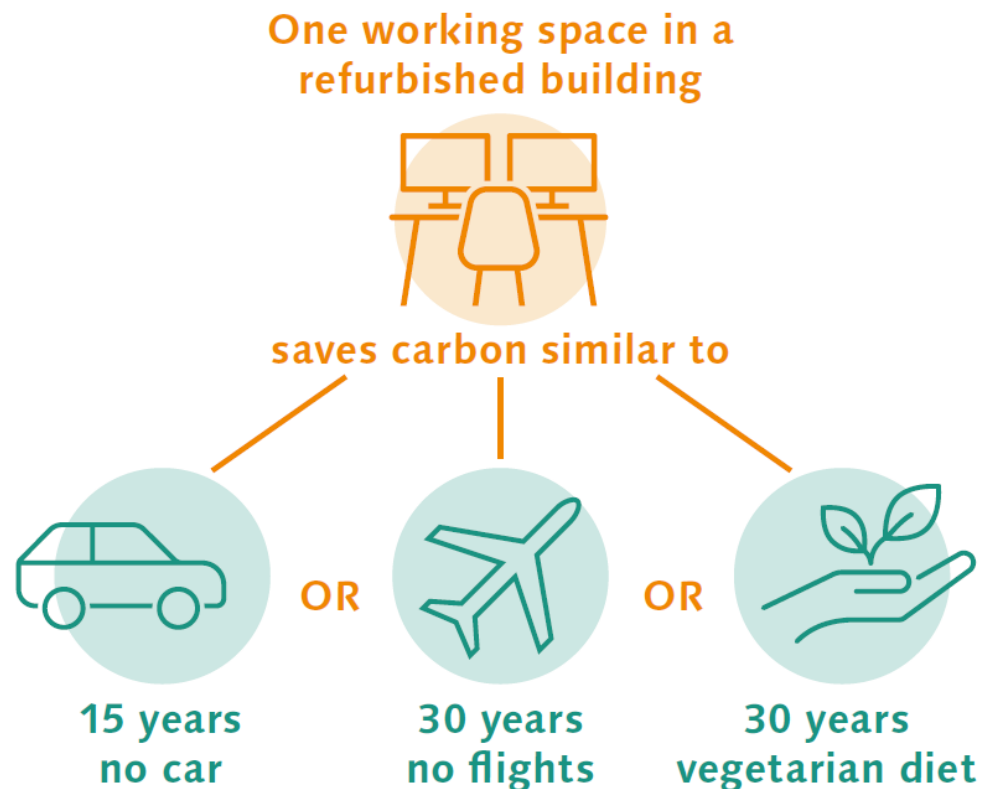 One working space in a
refurbished building
saves carbon similar to
OR
OR
15 years
no car
30 years
no flights
30 years
vegetarian diet